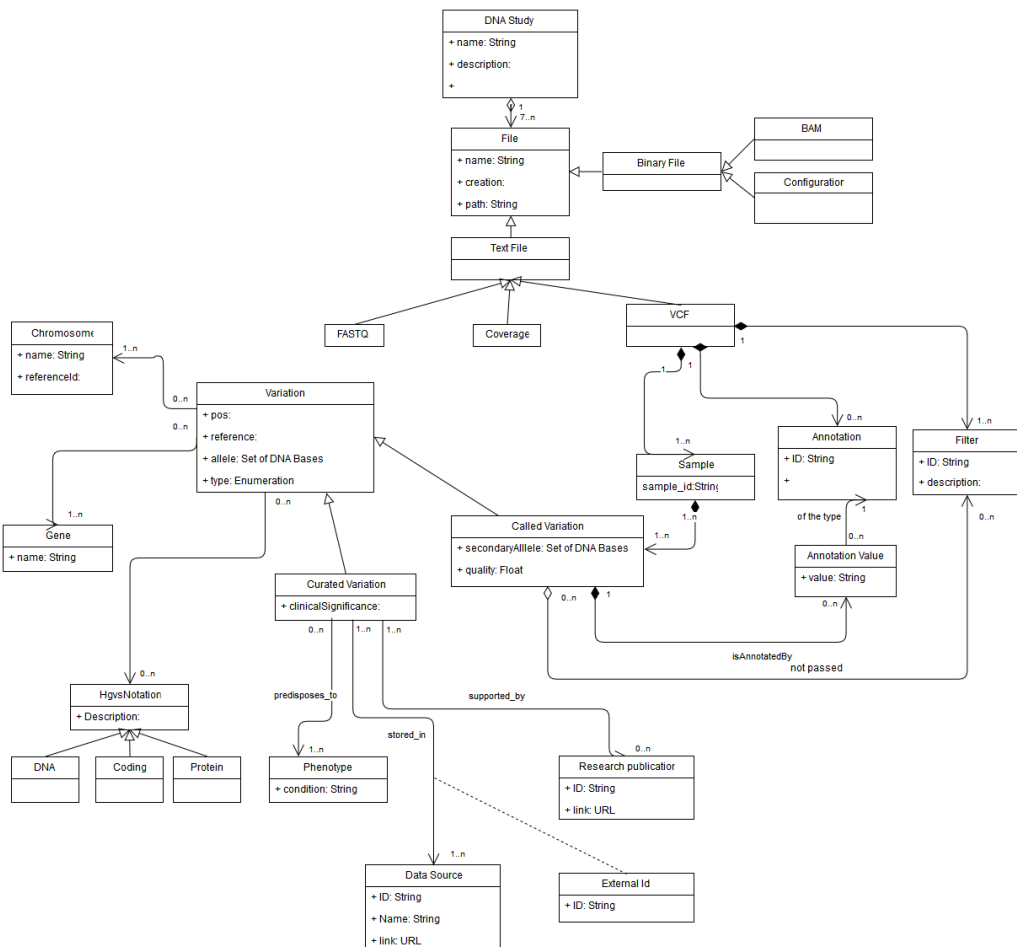 DNA Study
+ name: String
+ description:
+
1
7..n
File
+ name: String
+ creation:
+ path: String
Binary File
BAM
Configuratior
Text File
FASTQ
Coverage
VCF
1
1
1
Chromosome
+ name: String
+ referenceId:
1..n
0..n
0..n
Variation
+ pos:
+ reference:
+ allele: Set of DNA Bases
+ type: Enumeration
0..n
1..n
Gene
+ name: String
1..n
Sample
sample_id:String
1..n
1..n
0..n
Annotation
+ ID: String
+
of the type
1
0..n
1..n
Filter
+ ID: String
+ description:
0..n
Called Variation
+ secondaryAlllele: Set of DNA Bases
+ quality: Float
0..n
1
Annotation Value
+ value: String
0..n
isAnnotatedBy
not passed
Curated Variation
+ clinicalSignificance:
0..n
1..n
1..n
0..n
HgvsNotation
+ Description:
DNA
Coding
Protein
predisposes_to
1..n
Phenotype
+ condition: String
stored_in
supported_by
0..n
Research publicatior
+ ID: String
+ link: URL
1..n
Data Source
+ ID: String
+ Name: String
+ link: URL
External Id
+ ID: String